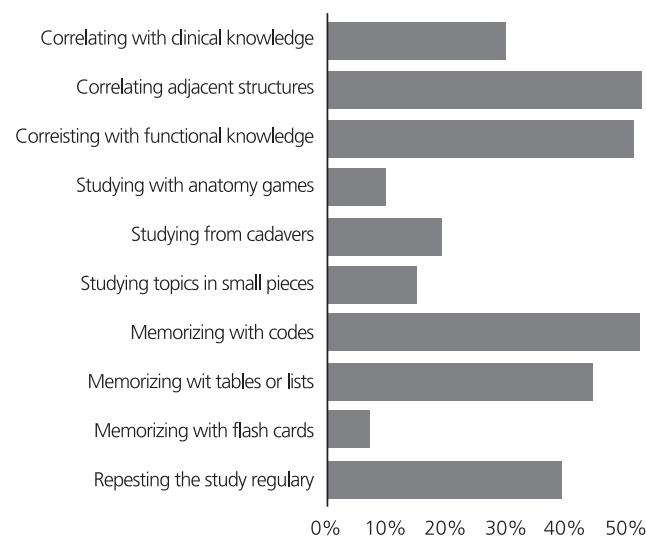 Correlating with clinical knowledge
Correlating adjacent structures
Correisting with functional knowledge
Studying with anatomy games
Studying from cadavers
Studying topics in small pieces
Memorizing with codes
Memorizing wit tables or lists
Memorizing with flash cards
Repesting the study regulary
0% 10% 20% 30% 40% 50%